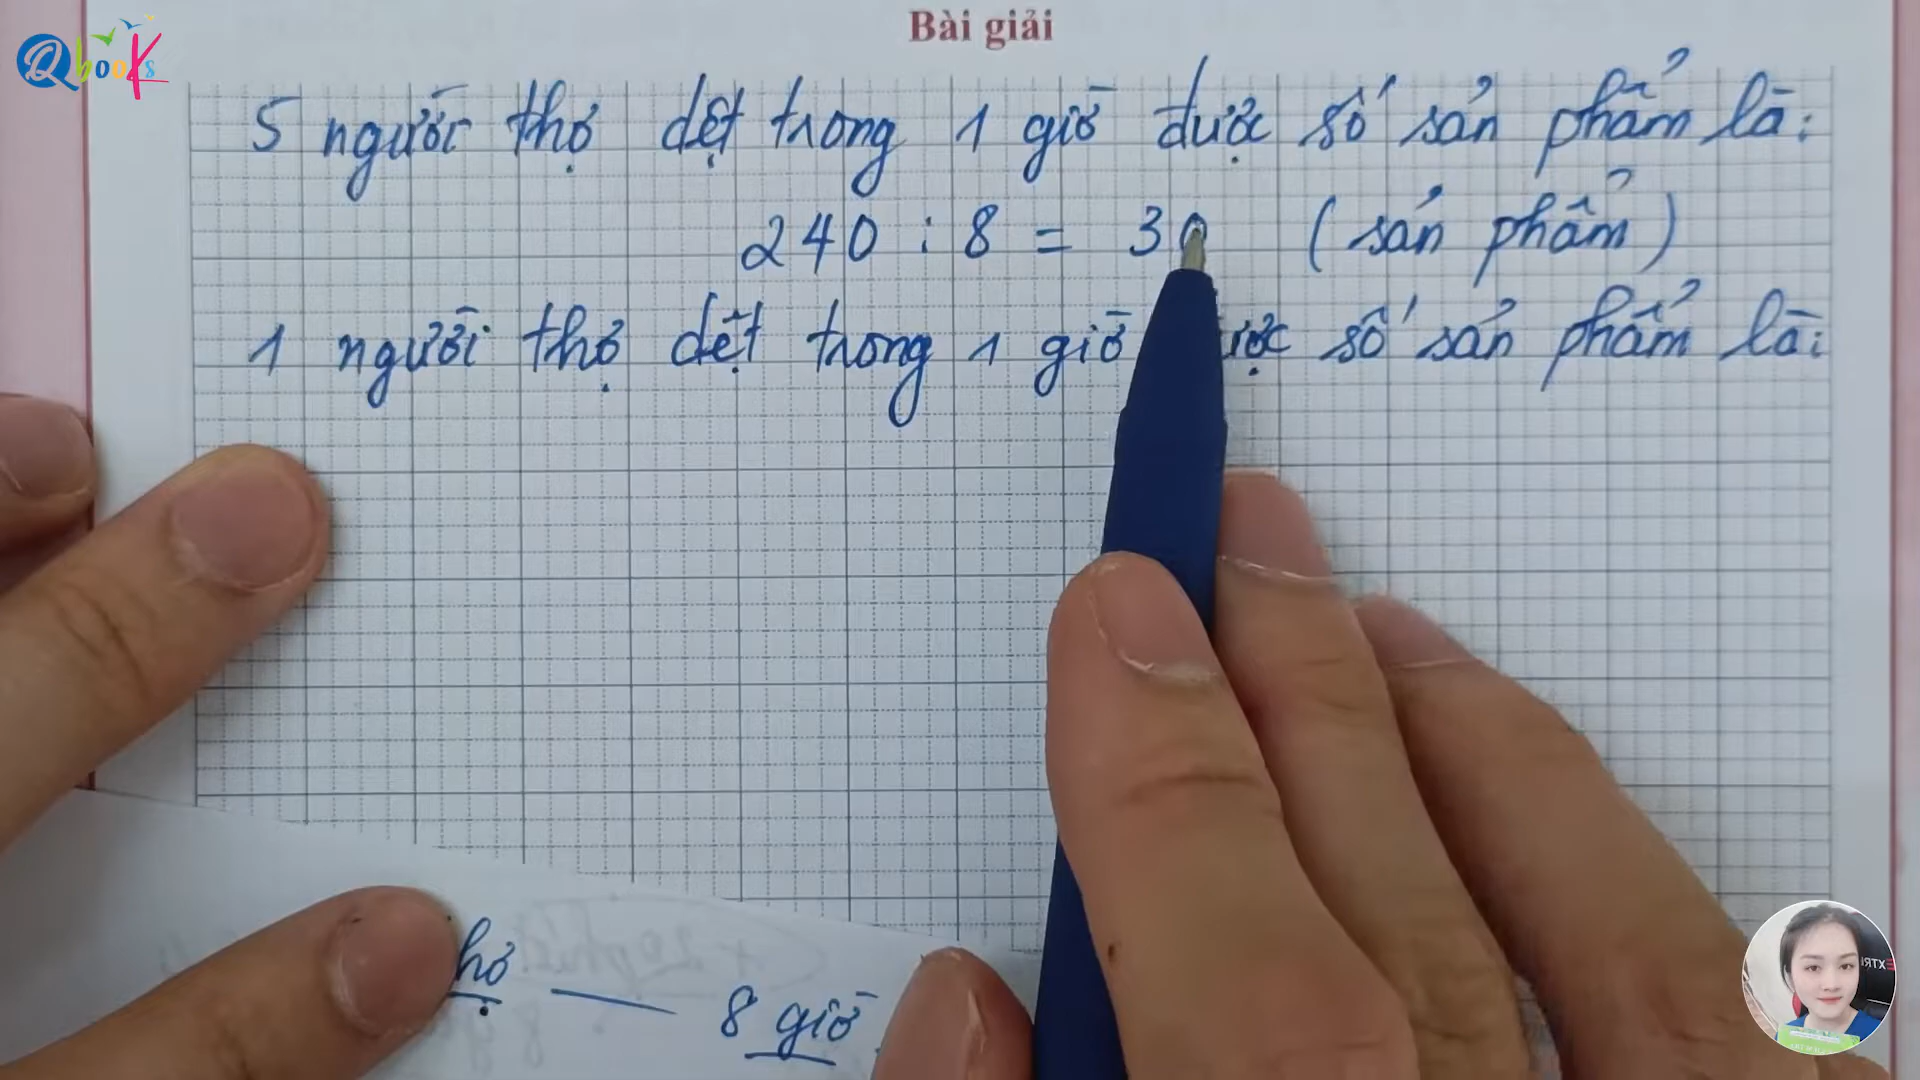 Qbooks
Bài giải
5 người thợ dệt trong 1 giờ được số sản phẩm là:
240 : 8 = 30 (sản phẩm)
1 người thợ dệt trong 1 giờ được số sản phẩm là:
8 giờ